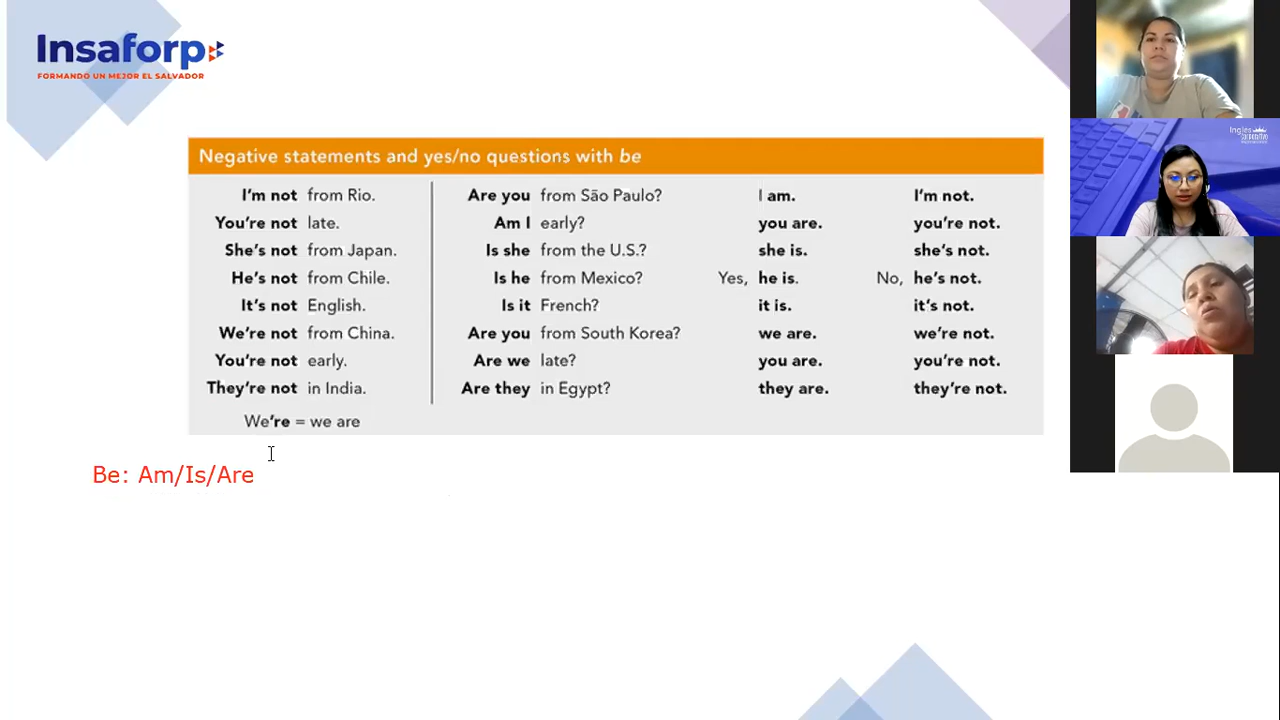 Insaforp
FORMANDO UN MEJOR EL SALVADOR
Negative statements and yes/no questions with be
I'm not from Rio. Are you from São Paulo? I am. I'm not.
You're not late. Am I early? you are. you're not.
She's not from Japan. Is she from the U.S.? she is. she's not.
He's not from Chile. Is he from Mexico? Yes, he is. No, he's not.
It's not English. Is it French? it is. it's not.
We're not from China. Are you from South Korea? we are. we're not.
You're not early. Are we late? you are. you're not.
They're not in India. Are they in Egypt? they are. they're not.
We're = we are
Be: Am/Is/Are
Ingles